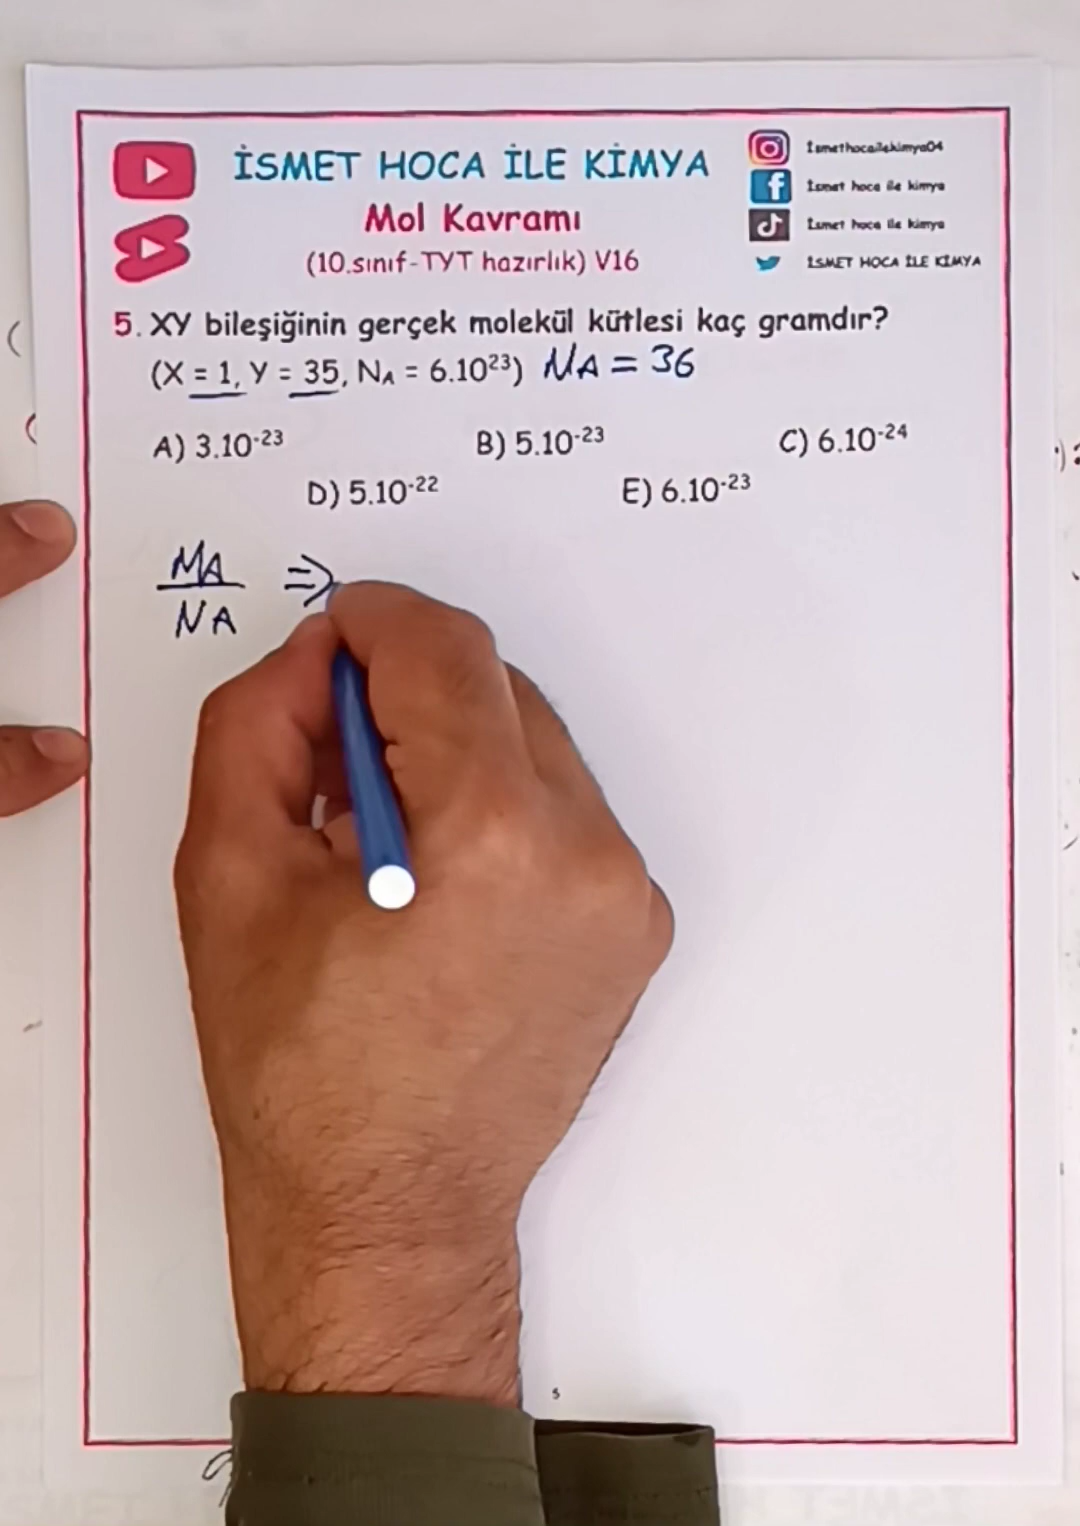 İSMET HOCA İLE KİMYA
Mol Kavramı
(10.sınıf-TYT hazırlık) V16
İsmethocailekimya04
İsmet hoca ile kimya
İsmet hoca ile kimya
İSMET HOCA İLE KİMYA
5. XY bileşiğinin gerçek molekül kütlesi kaç gramdır?
(X = 1, Y = 35, N_A = 6.10²³) MA = 36
A) 3.10⁻²³ B) 5.10⁻²³ C) 6.10⁻²⁴
D) 5.10⁻²² E) 6.10⁻²³
MA ⇒
NA
5